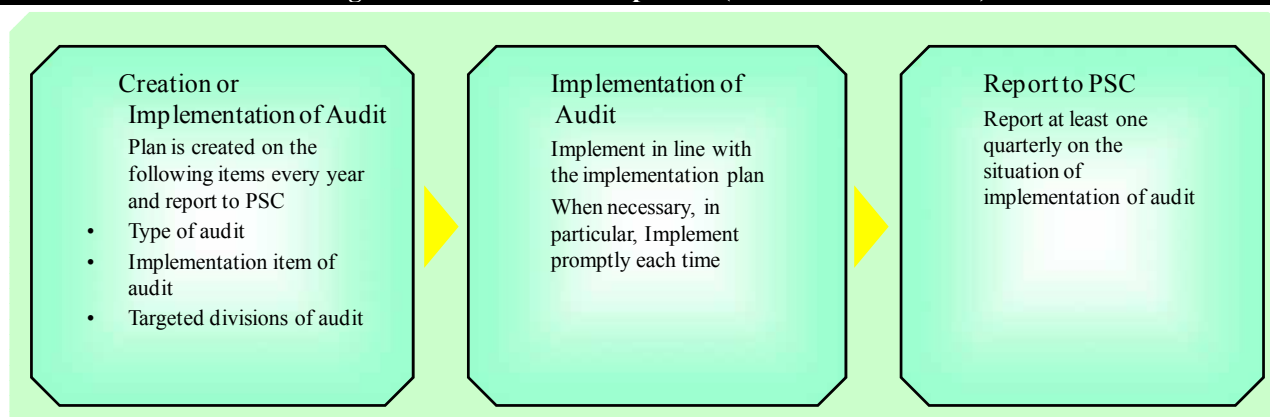 Creation or
Implementation of Audit
Plan is created on the
following items every year
and report to PSC
• Type of audit
• Implementation item of
audit
• Targeted divisions of audit
Implementation of
Audit
Implement in line with
the implementation plan
When necessary, in
particular, Implement
promptly each time
Report to PSC
Report at least one
quarterly on the
situation of
implementation of audit